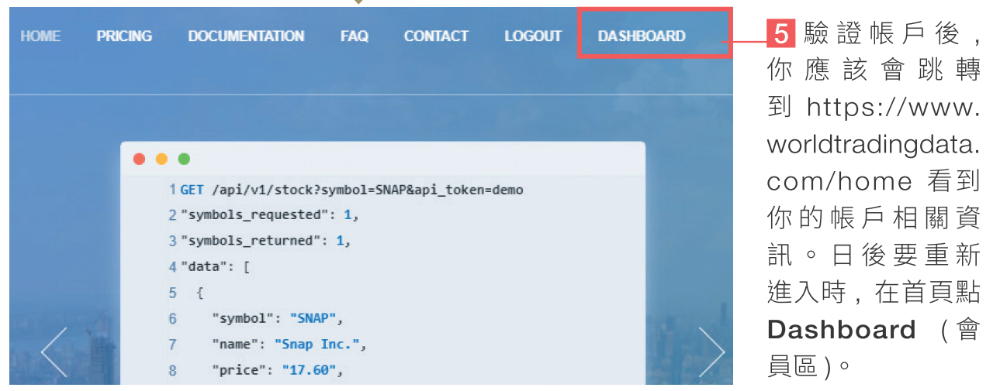 HOME PRICING DOCUMENTATION FAQ CONTACT LOGOUT DASHBOARD
1 GET /api/v1/stock?symbol=SNAP&api_token=demo
2 "symbols_requested": 1,
3 "symbols_returned": 1,
4 "data": [
5 {
6 "symbol": "SNAP",
7 "name": "Snap Inc.",
8 "price": "17.60",
5 驗證帳戶後,
你應該會跳轉
到 https://www.
worldtradingdata.
com/home 看到
你的帳戶相關資
訊。日後要重新
進入時, 在首頁點
Dashboard (會
員區)。